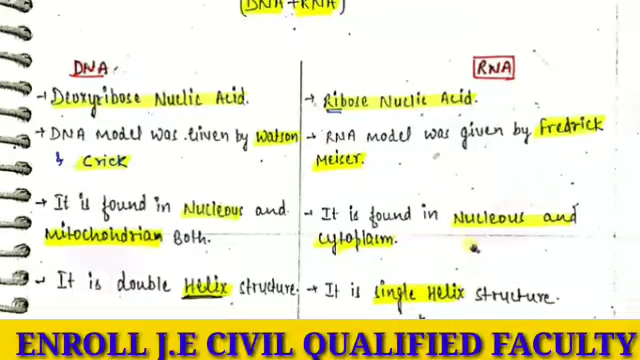 (DNA + RNA)
DNA
→ Deoxyribose Nuclic Acid.
→ DNA model was Given by Watson
& Crick
→ It is found in Nucleous and
Mitochondrian Both.
→ It is double Helix structure.
RNA
→ Ribose Nuclic Acid.
→ RNA model was given by Fredrick
Meiser.
→ It is found in Nucleous and
cytoplasm.
→ It is single Helix structure.
ENROLL J.E CIVIL QUALIFIED FACULTY